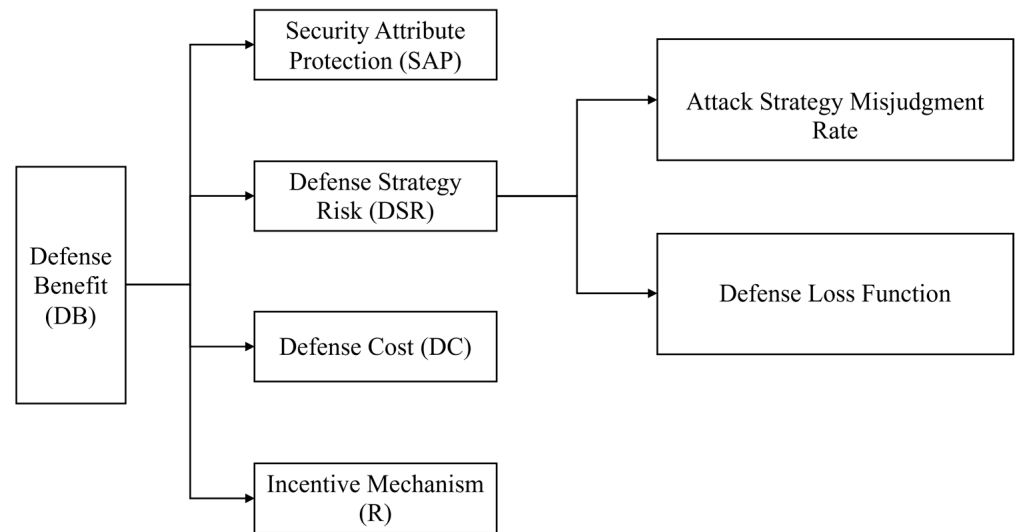 Defense
Benefit
(DB)
Security Attribute
Protection (SAP)
Defense Strategy
Risk (DSR)
Defense Cost (DC)
Incentive Mechanism
(R)
Attack Strategy Misjudgment
Rate
Defense Loss Function